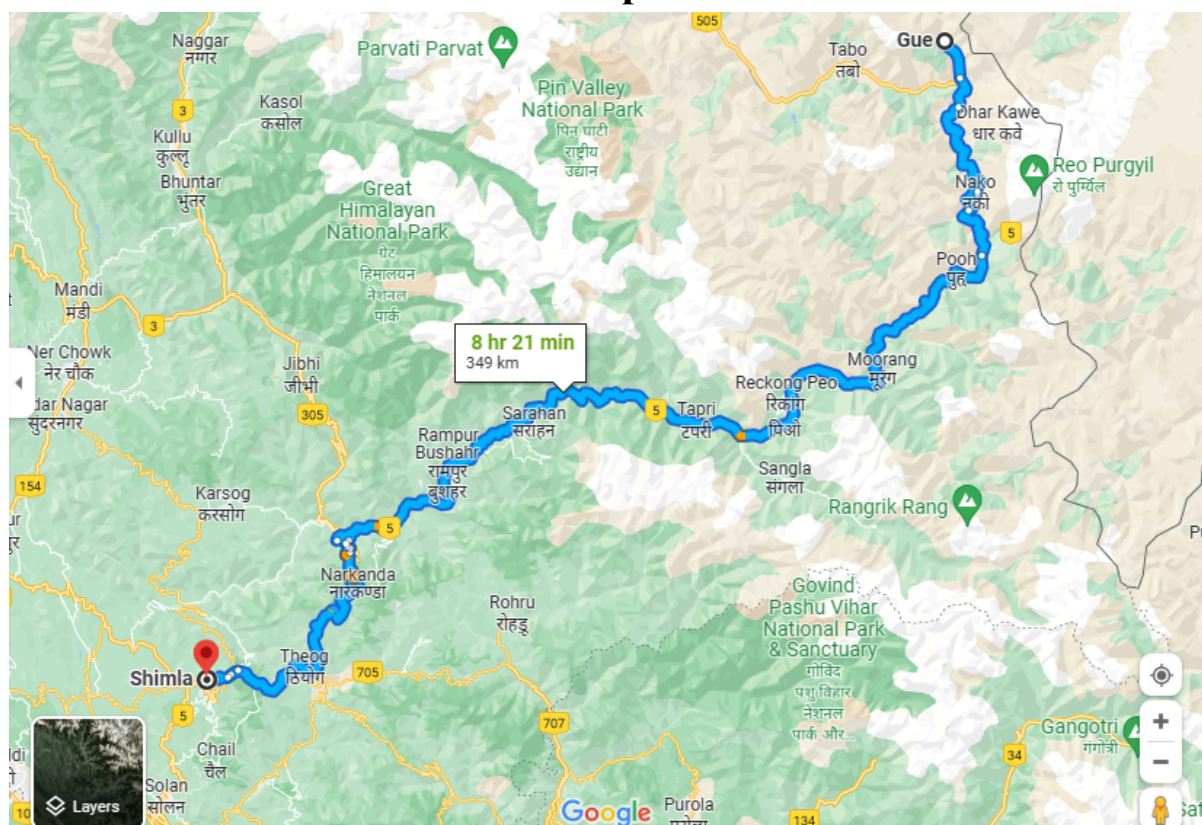 505
Naggar
नग्गर
Parvati Parvat
Tabo
तबो
Gue
Kasol
कसोल
Pin Valley
National Park
पिन घाटी
राष्ट्रीय
उद्यान
3
Kullu
कुल्लू
Dhar Kawe
धार कवे
Bhuntar
भुंतर
Reo Purgyil
रो पुर्ग्यिल
Great
Himalayan
National Park
ग्रेट
हिमालयन
नेशनल
पार्क
Nako
5
Pooh
Mandi
मंडी
3
8 hr 21 min
349 km
Ner Chowk
नेर चौक
Jibhi
जीभी
Moorang
मूरंग
Reckong Peo
रिकांग
पिओ
dar Nagar
सुंदरनगर
305
Sarahan
सराहन
5
Tapri
टपरी
Rampur
Bushahr
रामपुर
बुशहर
Sangla
संगला
154
Karsog
करसोग
Rangrik Rang
5
Narkanda
नारकण्डा
Rohru
रोहड़ू
Govind
Pashu Vihar
National Park
& Sanctuary
गोविंद
पशु विहार
नेशनल
पार्क और...
Theog
ठियोग
705
Shimla
5
707
Chail
चैल
Gangotri
गंगोत्री
34
Solan
सोलन
Layers
Google
Purola
134